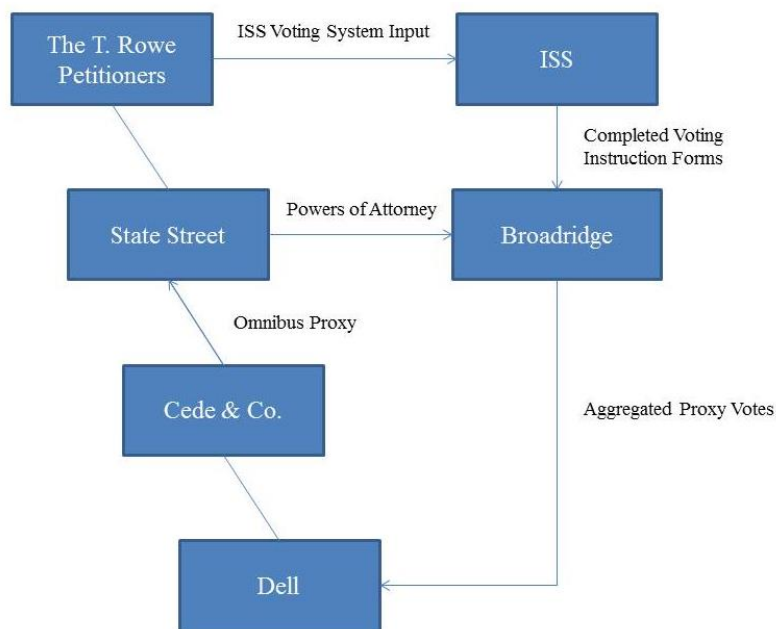 The T. Rowe
Petitioners
ISS Voting System Input
ISS
Completed Voting
Instruction Forms
State Street
Powers of Attorney
Broadridge
Omnibus Proxy
Cede & Co.
Aggregated Proxy Votes
Dell